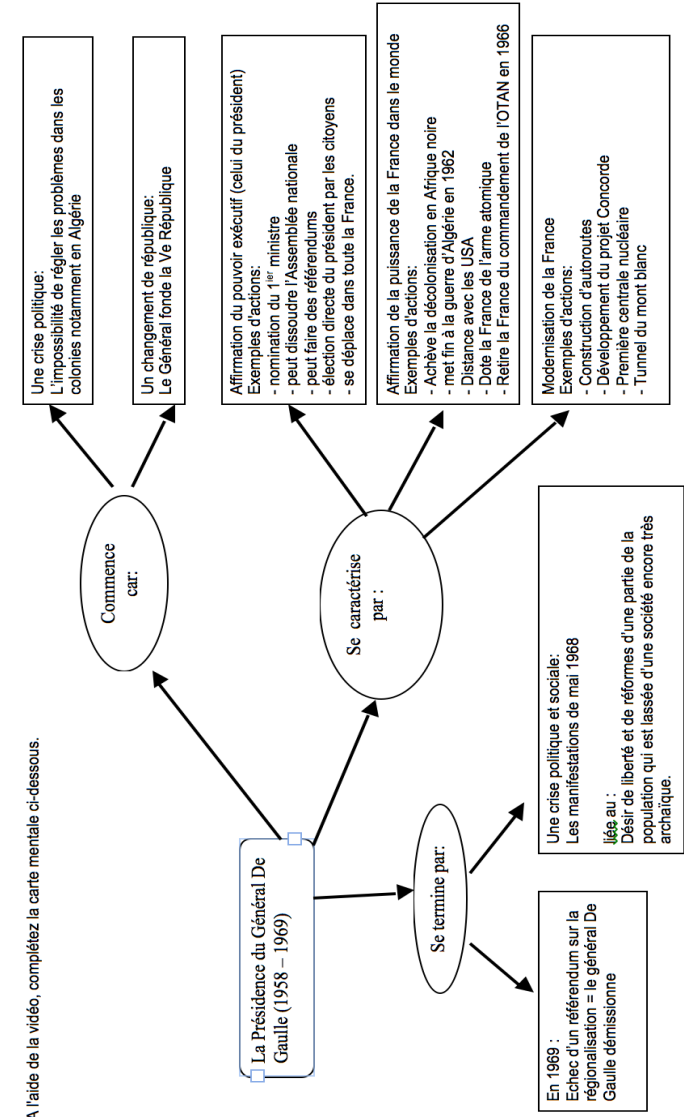 A l'aide de la vidéo, complétez la carte mentale ci-dessous.
La Présidence du Général De
Gaulle (1958 – 1969)
Commence
car:
Une crise politique:
L'impossibilité de régler les problèmes dans les
colonies notamment en Algérie
Un changement de république:
Le Général fonde la Ve République
Se caractérise
par :
Affirmation du pouvoir exécutif (celui du président)
Exemples d'actions:
- nomination du 1ier ministre
- peut dissoudre l'Assemblée nationale
- peut faire des référendums
- élection directe du président par les citoyens
- se déplace dans toute la France.
Affirmation de la puissance de la France dans le monde
Exemples d'actions:
- Achève la décolonisation en Afrique noire
- met fin à la guerre d'Algérie en 1962
- Distance avec les USA
- Dote la France de l'arme atomique
- Retire la France du commandement de l'OTAN en 1966
Modernisation de la France
Exemples d'actions:
- Construction d'autoroutes
- Développement du projet Concorde
- Première centrale nucléaire
- Tunnel du mont blanc
Se termine par:
En 1969 :
Echec d'un référendum sur la
régionalisation = le général De
Gaulle démissionne
Une crise politique et sociale:
Les manifestations de mai 1968
liée au :
Désir de liberté et de réformes d'une partie de la
population qui est lassée d'une société encore très
archaïque.